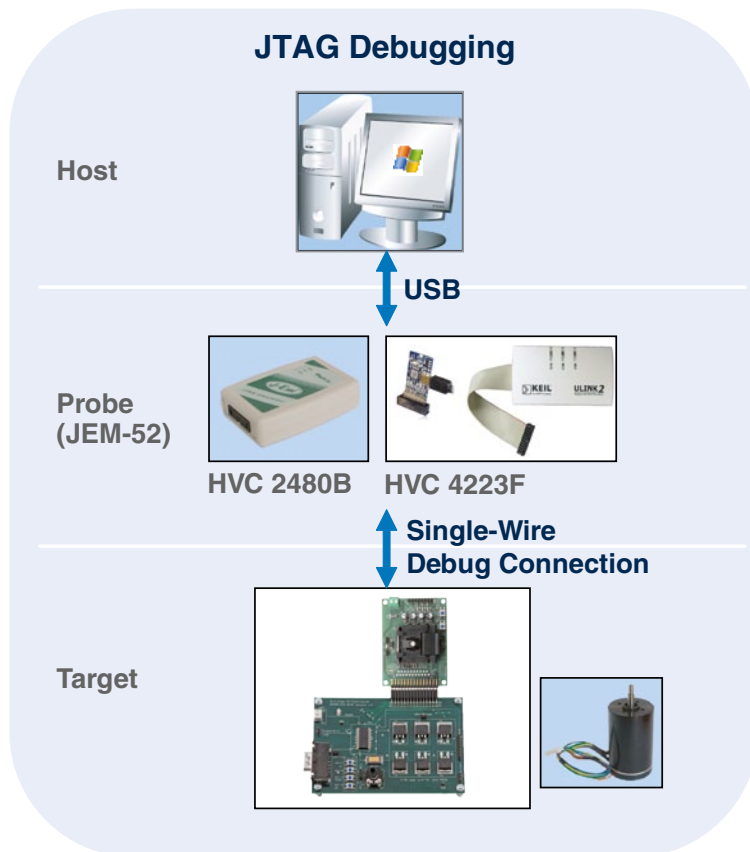 JTAG Debugging
Host
USB
Probe
(JEM-52)
KEIL
ULINK2
HVC 2480B
HVC 4223F
Single-Wire
Debug Connection
Target